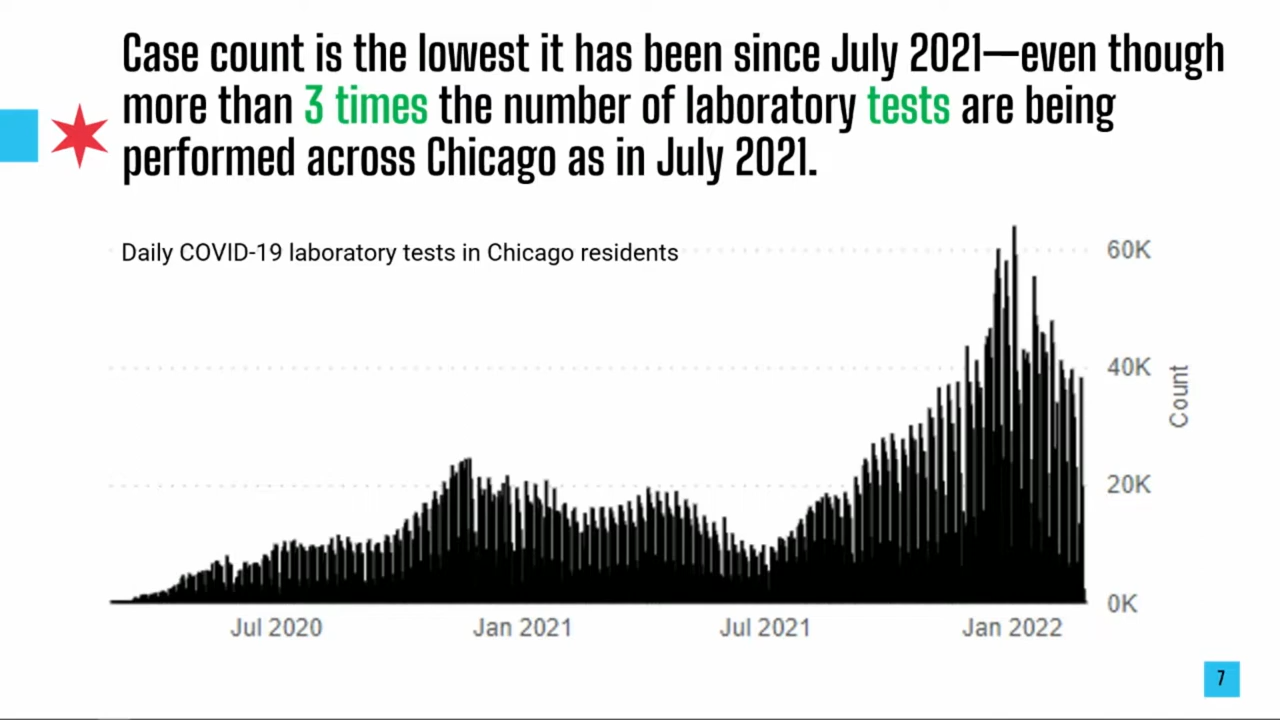 Case count is the lowest it has been since July 2021—even though
more than 3 times the number of laboratory tests are being
performed across Chicago as in July 2021.
Daily COVID-19 laboratory tests in Chicago residents
60K
40K
Count
20K
0K
Jul 2020 Jan 2021 Jul 2021 Jan 2022
7